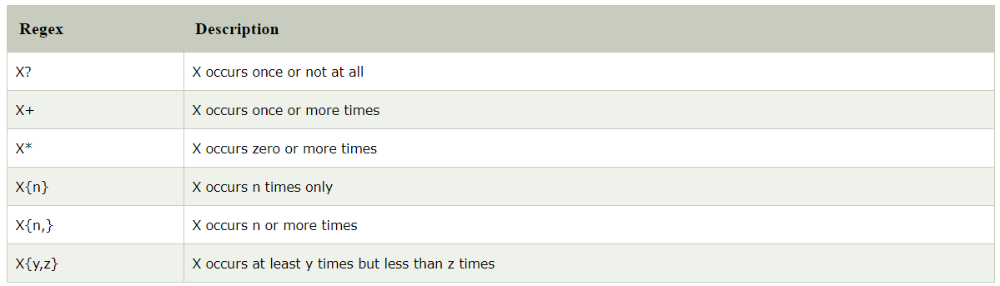 Regex Description
X? X occurs once or not at all
X+ X occurs once or more times
X* X occurs zero or more times
X{n} X occurs n times only
X{n,} X occurs n or more times
X{y,z} X occurs at least y times but less than z times